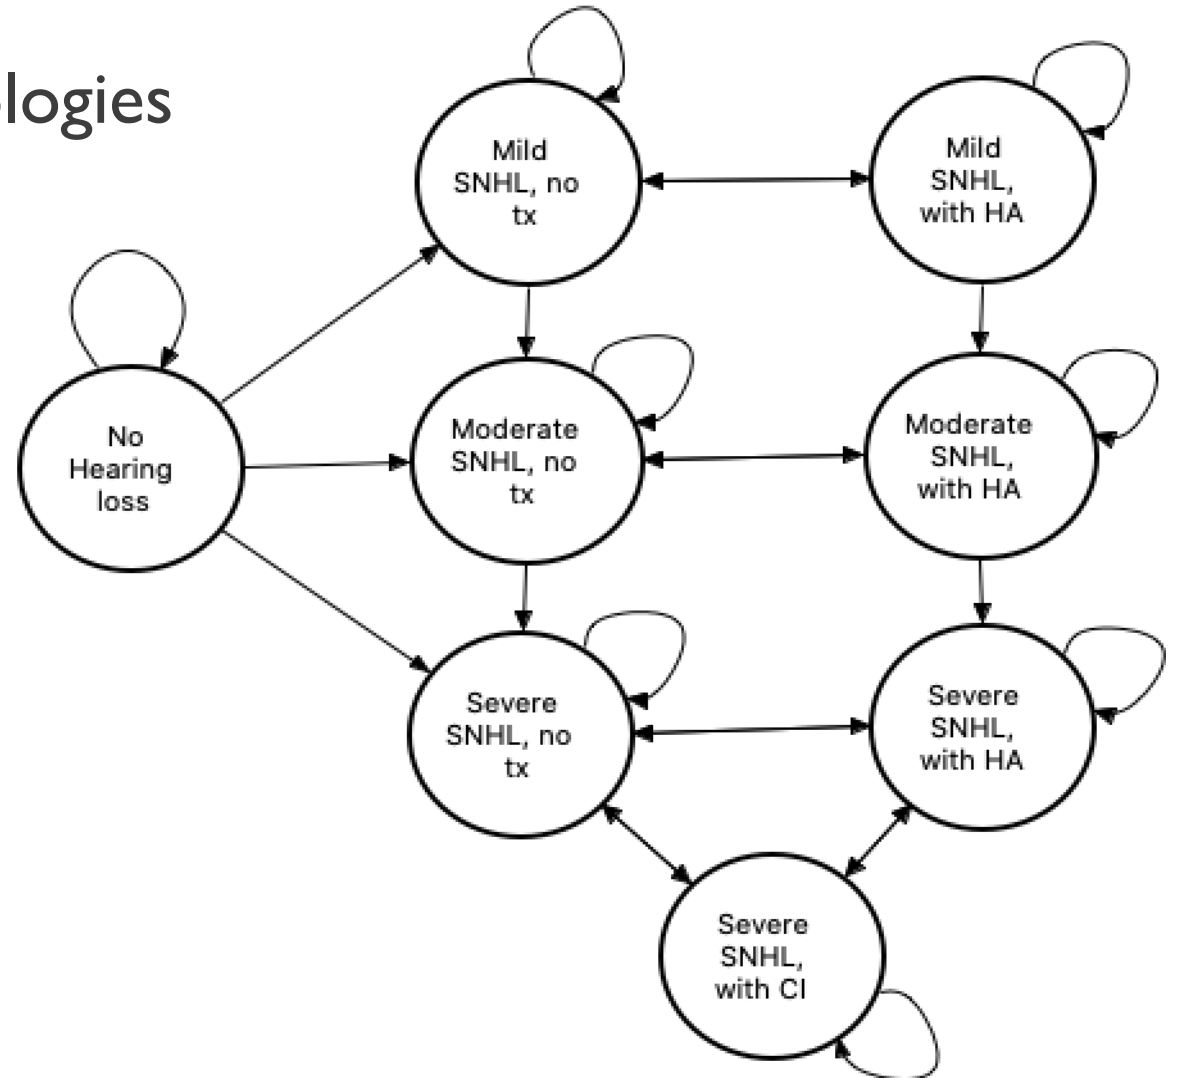 logies
Mild
SNHL, no
tx
Mild
SNHL,
with HA
No
Hearing
loss
Moderate
SNHL, no
tx
Moderate
SNHL,
with HA
Severe
SNHL, no
tx
Severe
SNHL,
with HA
Severe
SNHL,
with CI